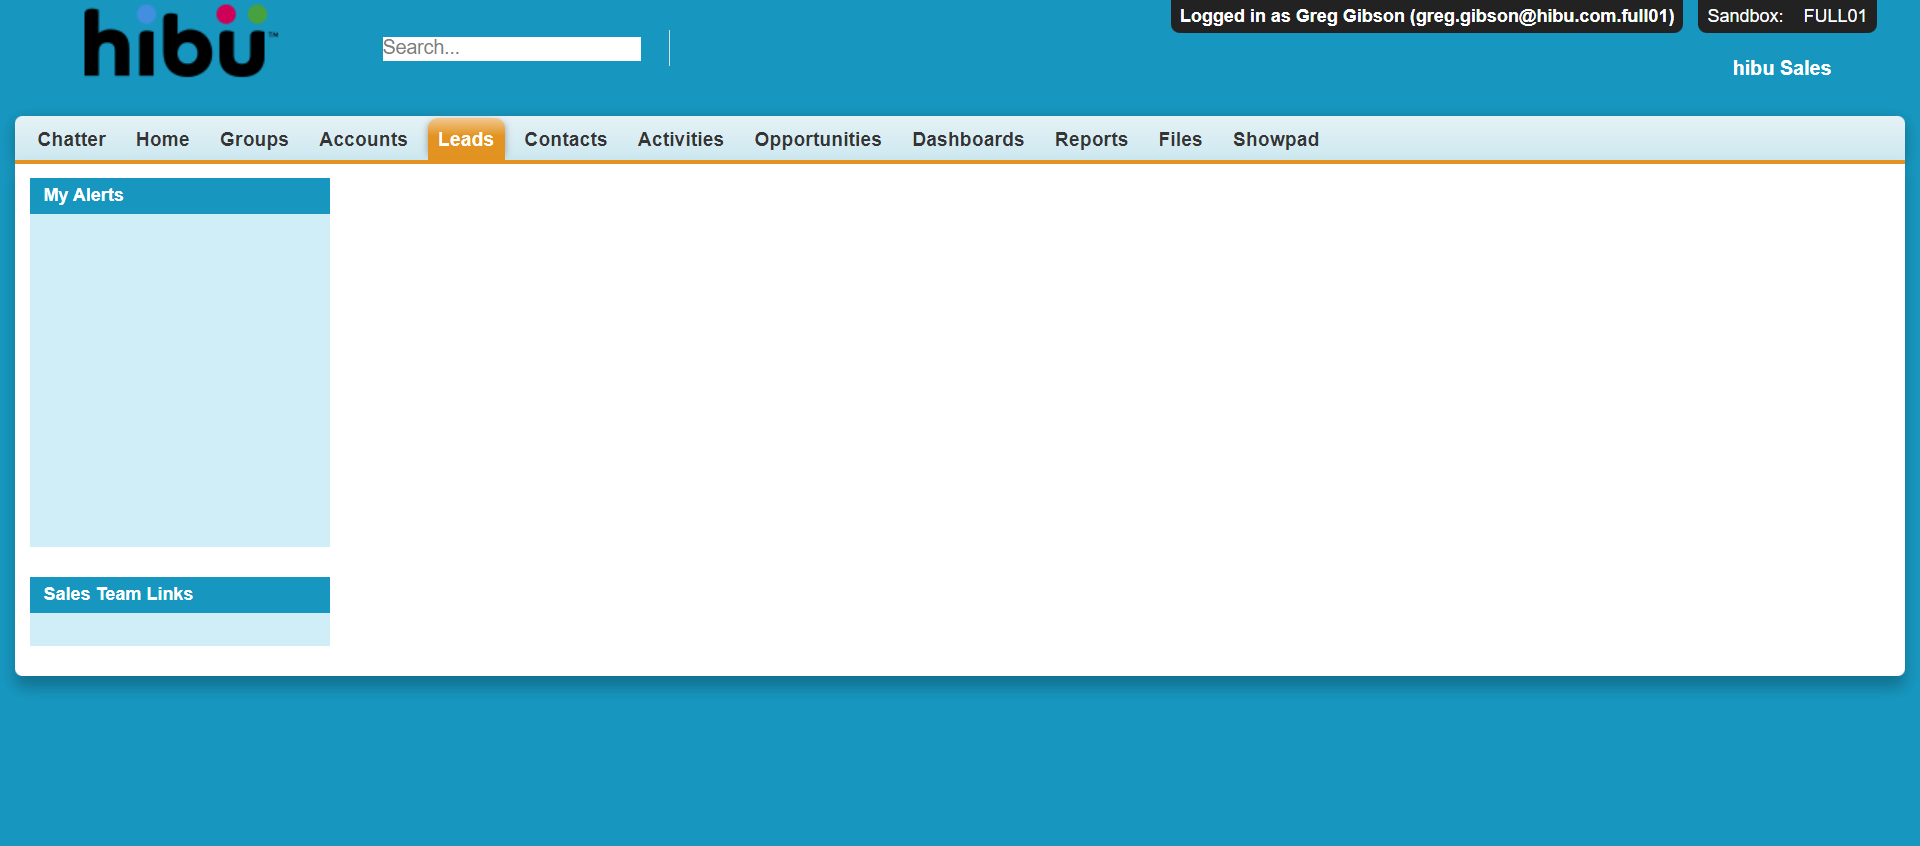 hibu™
Search...
Logged in as Greg Gibson (greg.gibson@hibu.com.full01)
Sandbox: FULL01
hibu Sales
Chatter Home Groups Accounts Leads Contacts Activities Opportunities Dashboards Reports Files Showpad
My Alerts
Sales Team Links